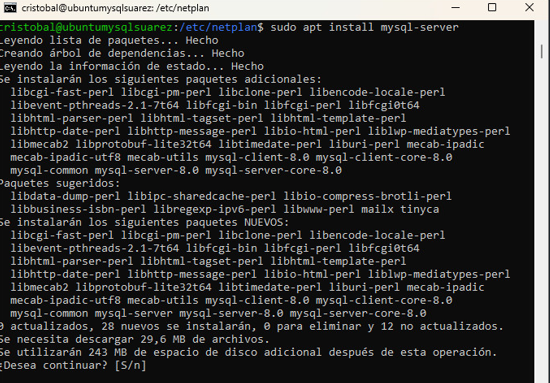 cristobal@ubuntumysqlsuarez: /etc/netplan
cristobal@ubuntumysqlsuarez:/etc/netplan$ sudo apt install mysql-server
Leyendo lista de paquetes... Hecho
Creando árbol de dependencias... Hecho
Leyendo la información de estado... Hecho
Se instalarán los siguientes paquetes adicionales:
libcgi-fast-perl libcgi-pm-perl libclone-perl libencode-locale-perl
libevent-pthreads-2.1-7t64 libfcgi-bin libfcgi-perl libfcgi0t64
libhtml-parser-perl libhtml-tagset-perl libhtml-template-perl
libhttp-date-perl libhttp-message-perl libio-html-perl liblwp-mediatypes-perl
libmecab2 libprotobuf-lite32t64 libtimedate-perl liburi-perl mecab-ipadic
mecab-ipadic-utf8 mecab-utils mysql-client-8.0 mysql-client-core-8.0
mysql-common mysql-server-8.0 mysql-server-core-8.0
Paquetes sugeridos:
libdata-dump-perl libipc-sharedcache-perl libio-compress-brotli-perl
libbusiness-isbn-perl libregexp-ipv6-perl libwww-perl mailx tinyca
Se instalarán los siguientes paquetes NUEVOS:
libcgi-fast-perl libcgi-pm-perl libclone-perl libencode-locale-perl
libevent-pthreads-2.1-7t64 libfcgi-bin libfcgi-perl libfcgi0t64
libhtml-parser-perl libhtml-tagset-perl libhtml-template-perl
libhttp-date-perl libhttp-message-perl libio-html-perl liblwp-mediatypes-perl
libmecab2 libprotobuf-lite32t64 libtimedate-perl liburi-perl mecab-ipadic
mecab-ipadic-utf8 mecab-utils mysql-client-8.0 mysql-client-core-8.0
mysql-common mysql-server mysql-server-8.0 mysql-server-core-8.0
0 actualizados, 28 nuevos se instalarán, 0 para eliminar y 12 no actualizados.
Se necesita descargar 29,6 MB de archivos.
Se utilizarán 243 MB de espacio de disco adicional después de esta operación.
¿Desea continuar? [S/n]